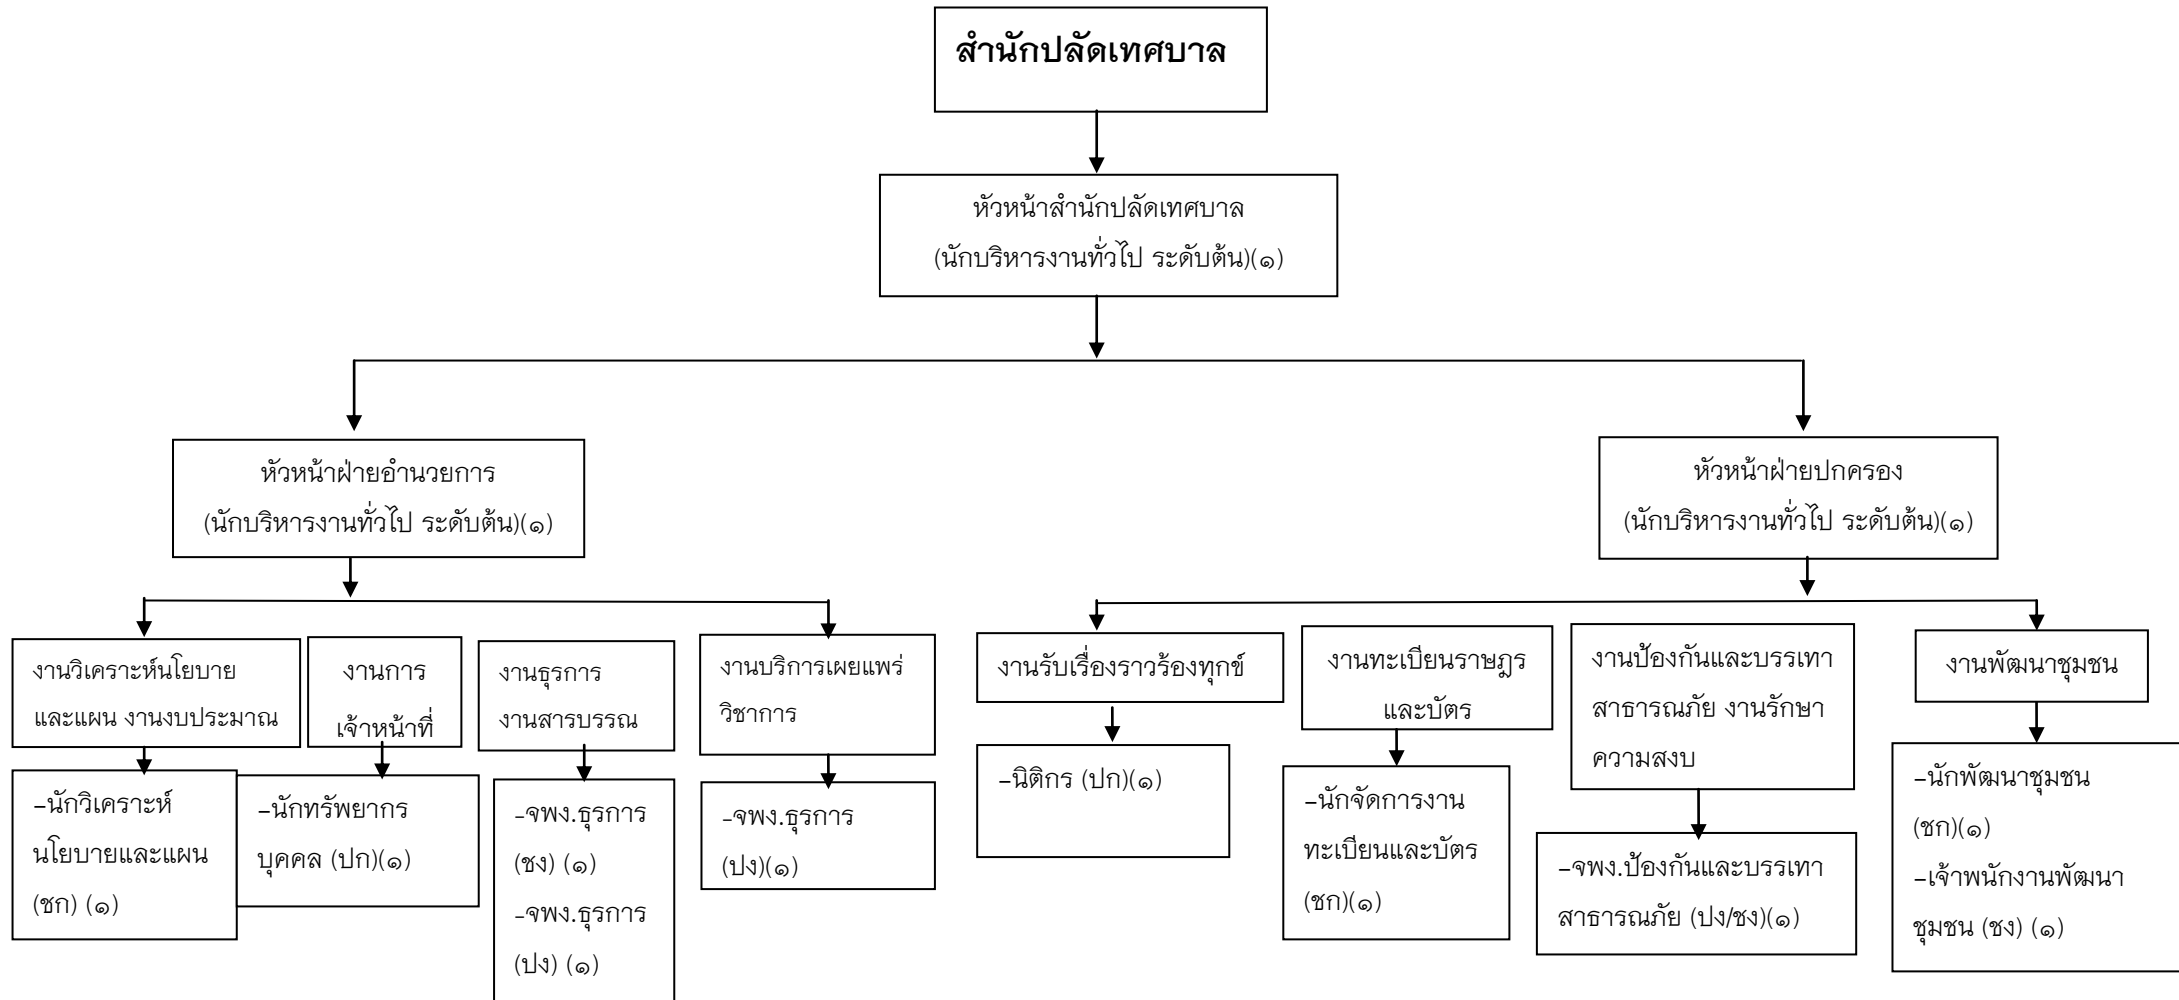 สำนักปลัดเทศบาล
หัวหน้าสำนักปลัดเทศบาล
(นักบริหารงานทั่วไป ระดับต้น)(๑)
หัวหน้าฝ่ายอำนวยการ
(นักบริหารงานทั่วไป ระดับต้น)(๑)
หัวหน้าฝ่ายปกครอง
(นักบริหารงานทั่วไป ระดับต้น)(๑)
งานวิเคราะห์นโยบาย
และแผน งานงบประมาณ
งานการ
เจ้าหน้าที่
งานธุรการ
งานสารบรรณ
งานบริการเผยแพร่
วิชาการ
งานรับเรื่องราวร้องทุกข์
งานทะเบียนราษฎร
และบัตร
งานป้องกันและบรรเทา
สาธารณภัย งานรักษา
ความสงบ
งานพัฒนาชุมชน
-นักวิเคราะห์
นโยบายและแผน
(ชก) (๑)
-นักทรัพยากร
บุคคล (ปก)(๑)
-จพง.ธุรการ
(ชง) (๑)
-จพง.ธุรการ
(ปง) (๑)
-จพง.ธุรการ
(ปง)(๑)
-นิติกร (ปก)(๑)
-นักจัดการงาน
ทะเบียนและบัตร
(ชก)(๑)
-จพง.ป้องกันและบรรเทา
สาธารณภัย (ปง/ชง)(๑)
-นักพัฒนาชุมชน
(ชก)(๑)
-เจ้าพนักงานพัฒนา
ชุมชน (ชง) (๑)